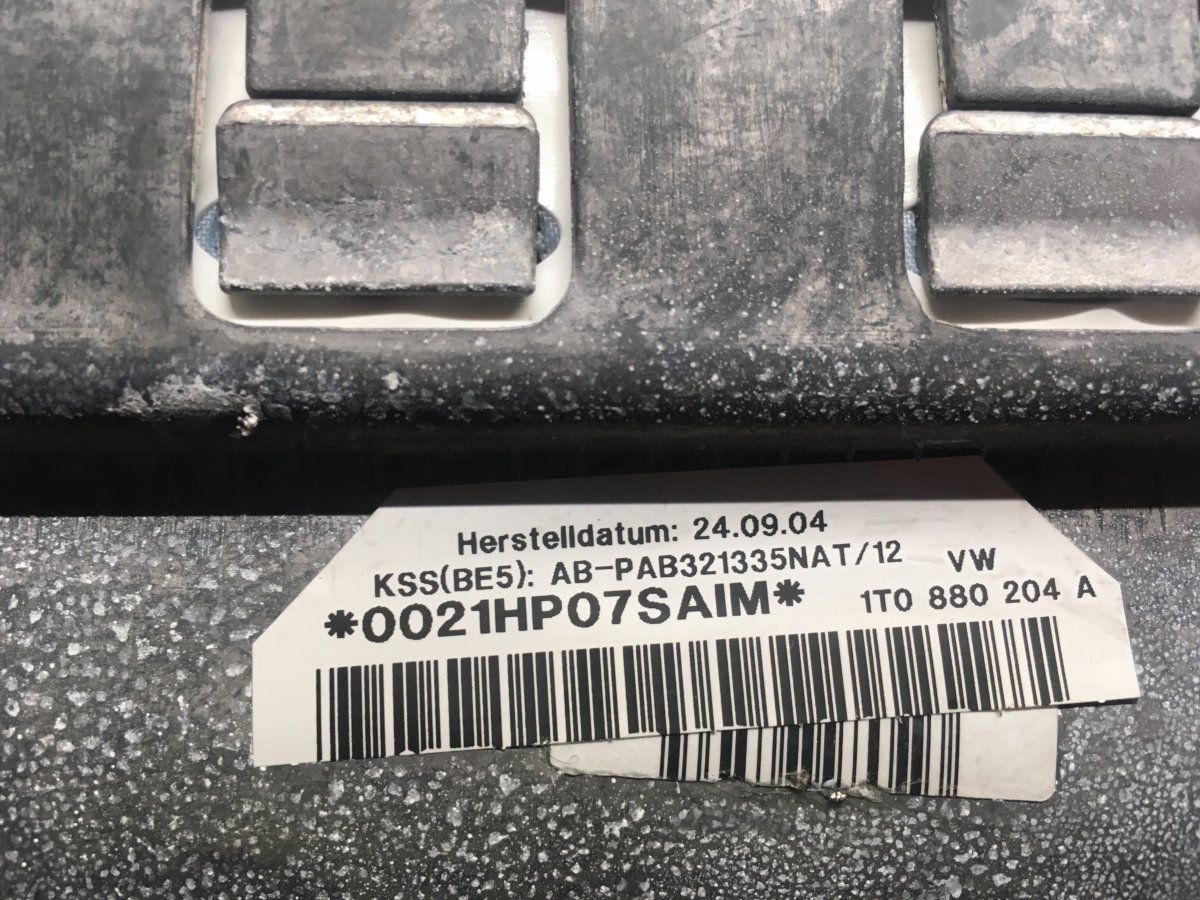 Herstelldatum: 24.09.04
KSS(BE5): AB-PAB321335NAT/12 VW
*0021HP07SAIM* 1T0 880 204 A